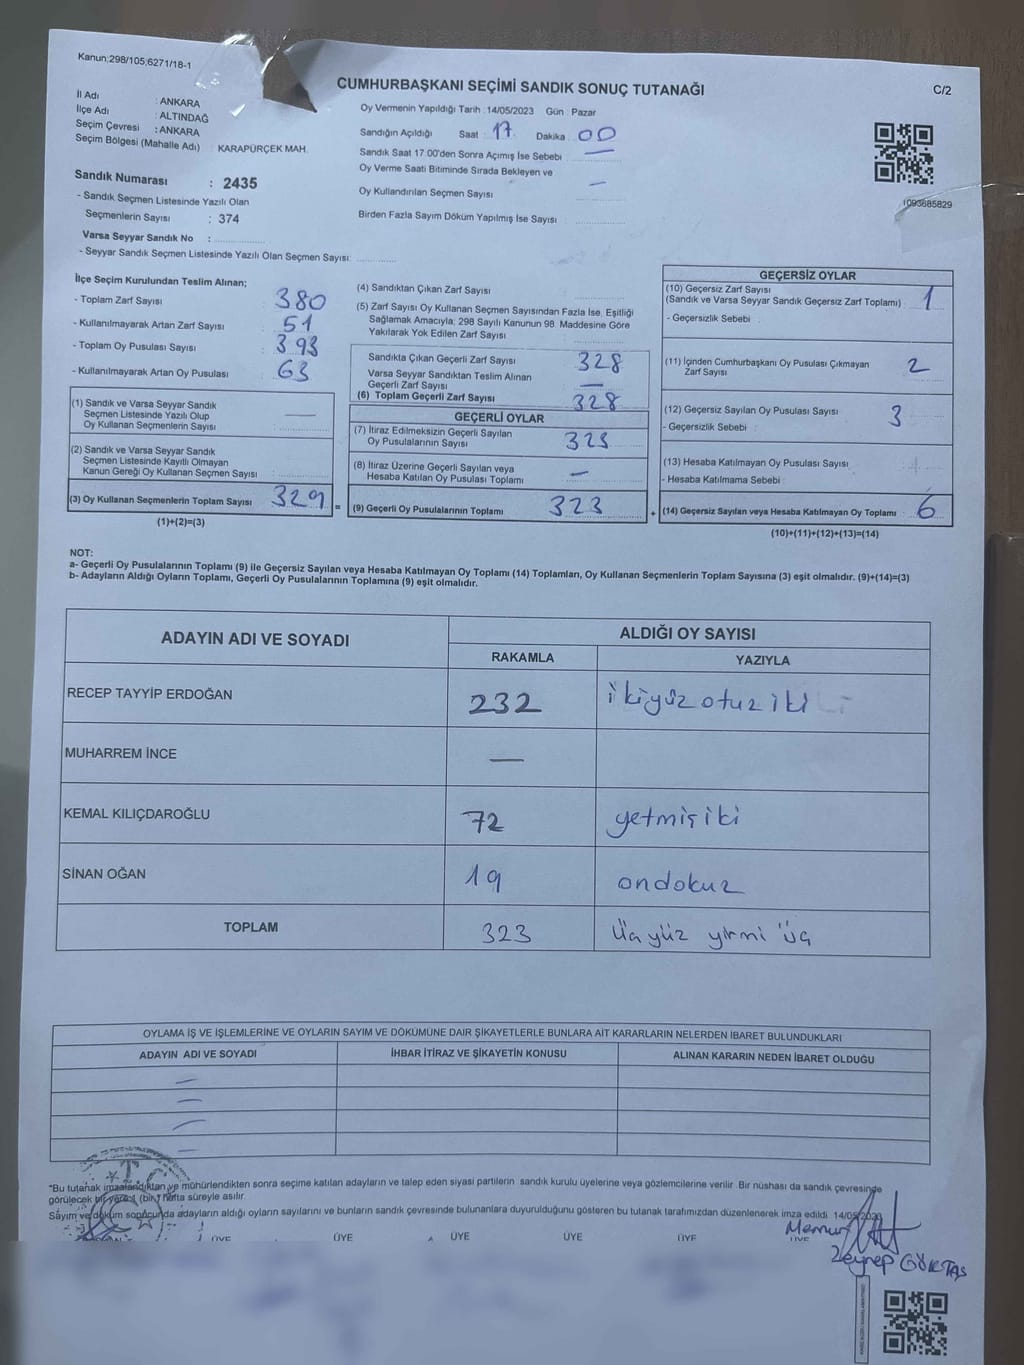 Kanun:298/105;6271/18-1
CUMHURBAŞKANI SEÇİMİ SANDIK SONUÇ TUTANAĞI
C/2
İl Adı : ANKARA
İlçe Adı : ALTINDAĞ
Seçim Çevresi : ANKARA
Seçim Bölgesi (Mahalle Adı) : KARAPÜRÇEK MAH.
Sandık Numarası : 2435
- Sandık Seçmen Listesinde Yazılı Olan
Seçmenlerin Sayısı : 374
Varsa Seyyar Sandık No :
- Seyyar Sandık Seçmen Listesinde Yazılı Olan Seçmen Sayısı:
Oy Vermenin Yapıldığı Tarih : 14/05/2023 Gün : Pazar
Sandığın Açıldığı Saat : 17 Dakika : 00
Sandık Saat 17:00'den Sonra Açımış İse Sebebi : —
Oy Verme Saati Bitiminde Sırada Bekleyen ve
Oy Kullandırılan Seçmen Sayısı : —
Birden Fazla Sayım Döküm Yapılmış İse Sayısı :
1093685829
İlçe Seçim Kurulundan Teslim Alınan;
- Toplam Zarf Sayısı : 380
- Kullanılmayarak Artan Zarf Sayısı : 51
- Toplam Oy Pusulası Sayısı : 393
- Kullanılmayarak Artan Oy Pusulası : 63
(1) Sandık ve Varsa Seyyar Sandık
Seçmen Listesinde Yazılı Olup
Oy Kullanan Seçmenlerin Sayısı : —
(2) Sandık ve Varsa Seyyar Sandık
Seçmen Listesinde Kayıtlı Olmayan
Kanun Gereği Oy Kullanan Seçmen Sayısı :
(3) Oy Kullanan Seçmenlerin Toplam Sayısı : 329 =
(1)+(2)=(3)
(4) Sandıktan Çıkan Zarf Sayısı :
(5) Zarf Sayısı Oy Kullanan Seçmen Sayısından Fazla İse, Eşitliği
Sağlamak Amacıyla; 298 Sayılı Kanunun 98. Maddesine Göre
Yakılarak Yok Edilen Zarf Sayısı :
Sandıkta Çıkan Geçerli Zarf Sayısı : 328
Varsa Seyyar Sandıktan Teslim Alınan
Geçerli Zarf Sayısı : —
(6) Toplam Geçerli Zarf Sayısı : 328
GEÇERLİ OYLAR
(7) İtiraz Edilmeksizin Geçerli Sayılan
Oy Pusulalarının Sayısı : 323
(8) İtiraz Üzerine Geçerli Sayılan veya
Hesaba Katılan Oy Pusulası Toplamı : —
(9) Geçerli Oy Pusulalarının Toplamı : 323 +
GEÇERSİZ OYLAR
(10) Geçersiz Zarf Sayısı
(Sandık ve Varsa Seyyar Sandık Geçersiz Zarf Toplamı) : 1
- Geçersizlik Sebebi :
(11) İçinden Cumhurbaşkanı Oy Pusulası Çıkmayan
Zarf Sayısı : 2
(12) Geçersiz Sayılan Oy Pusulası Sayısı : 3
- Geçersizlik Sebebi :
(13) Hesaba Katılmayan Oy Pusulası Sayısı :
- Hesaba Katılmama Sebebi :
(14) Geçersiz Sayılan veya Hesaba Katılmayan Oy Toplamı : 6
(10)+(11)+(12)+(13)=(14)
NOT:
a- Geçerli Oy Pusulalarının Toplamı (9) ile Geçersiz Sayılan veya Hesaba Katılmayan Oy Toplamı (14) Toplamları, Oy Kullanan Seçmenlerin Toplam Sayısına (3) eşit olmalıdır. (9)+(14)=(3)
b- Adayların Aldığı Oyların Toplamı, Geçerli Oy Pusulalarının Toplamına (9) eşit olmalıdır.
ADAYIN ADI VE SOYADI
ALDIĞI OY SAYISI
RAKAMLA YAZIYLA
RECEP TAYYİP ERDOĞAN 232 ikiyüz otuz iki
MUHARREM İNCE —
KEMAL KILIÇDAROĞLU 72 yetmiş iki
SİNAN OĞAN 19 ondokuz
TOPLAM 323 Üçyüz yirmi üç
OYLAMA İŞ VE İŞLEMLERİNE VE OYLARIN SAYIM VE DÖKÜMÜNE DAİR ŞİKAYETLERLE BUNLARA AİT KARARLARIN NELERDEN İBARET BULUNDUKLARI
ADAYIN ADI VE SOYADI İHBAR İTİRAZ VE ŞİKAYETİN KONUSU ALINAN KARARIN NEDEN İBARET OLDUĞU
—
—
—
—
T.C.
"Bu tutanak imzalandıktan ve mühürlendikten sonra seçime katılan adayların ve talep eden siyasi partilerin sandık kurulu üyelerine veya gözlemcilerine verilir. Bir nüshası da sandık çevresinde
görülecek bir yere 1 (bir) hafta süreyle asılır.
Sayım ve döküm sonucunda adayların aldığı oyların sayılarını ve bunların sandık çevresinde bulunanlara duyurulduğunu gösteren bu tutanak tarafımızdan düzenlenerek imza edildi. 14/05/2023
Memur
ÜYE ÜYE ÜYE ÜYE ÜYE ÜYE
Zeynep GÖKTAŞ